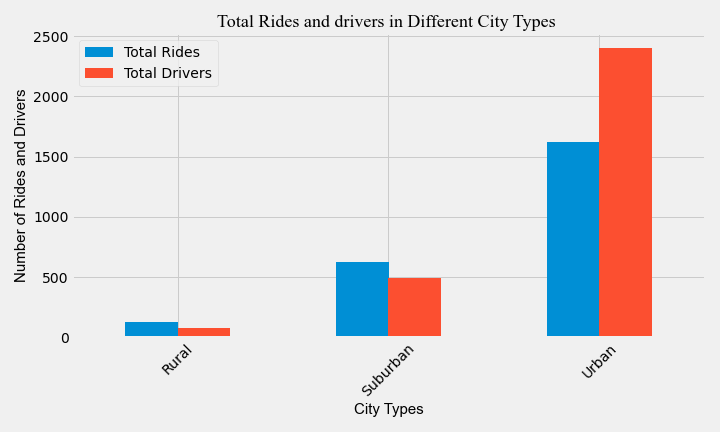 Total Rides and drivers in Different City Types
Total Rides
Total Drivers
Number of Rides and Drivers
2500
2000
1500
1000
500
0
Rural
Suburban
Urban
City Types